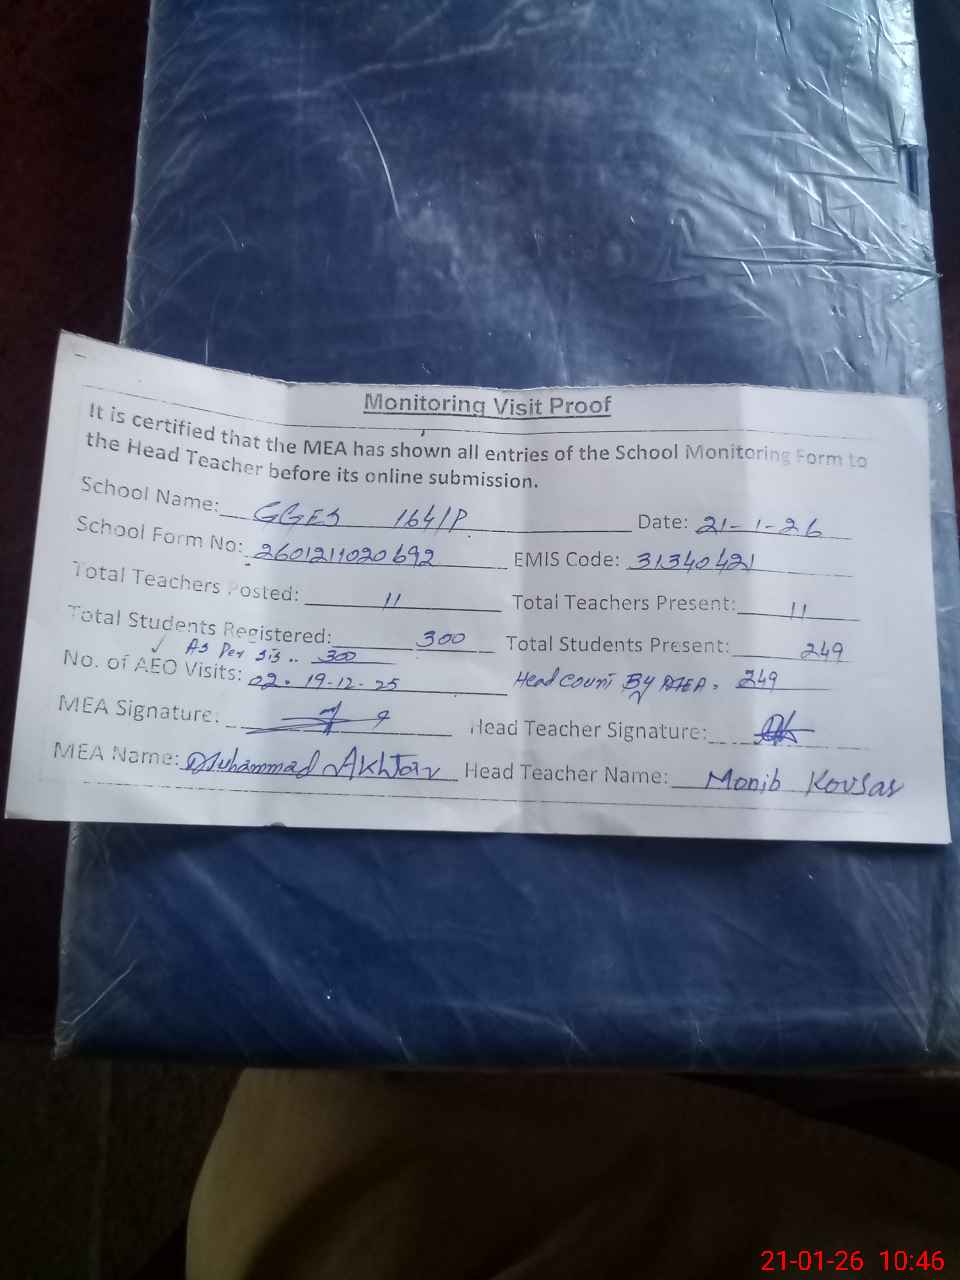 Monitoring Visit Proof
It is certified that the MEA has shown all entries of the School Monitoring Form to
the Head Teacher before its online submission.
School Name: GGES 164/P Date: 21-1-26
School Form No: 2601211020692 EMIS Code: 31340421
Total Teachers Posted: 11 Total Teachers Present: 11
Total Students Registered: 300 Total Students Present: 249
As Per SIS .. 300
No. of AEO Visits: 02. 19-12-25 Head count By MEA. 249
MEA Signature: Head Teacher Signature:
MEA Name: Muhammad Akhtar Head Teacher Name: Monib Kousar
21-01-26 10:46